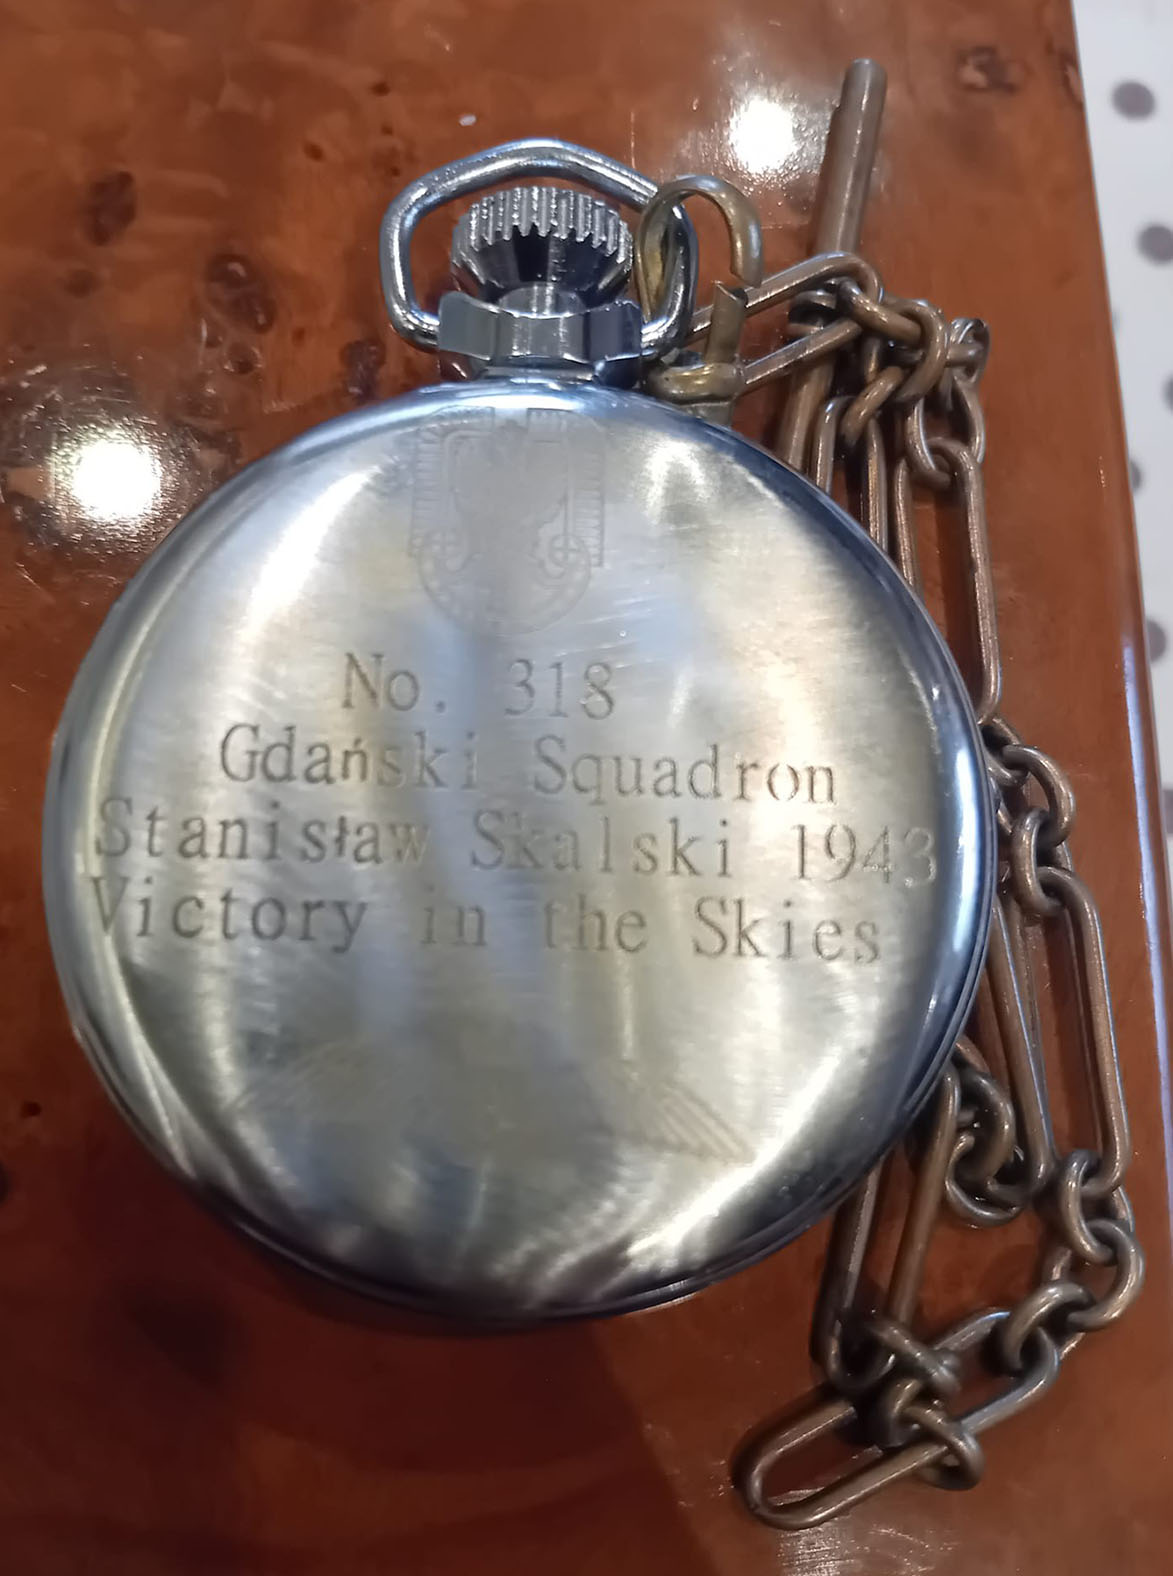 No. 318
Gdański Squadron
Stanisław Skalski 1943
Victory in the Skies